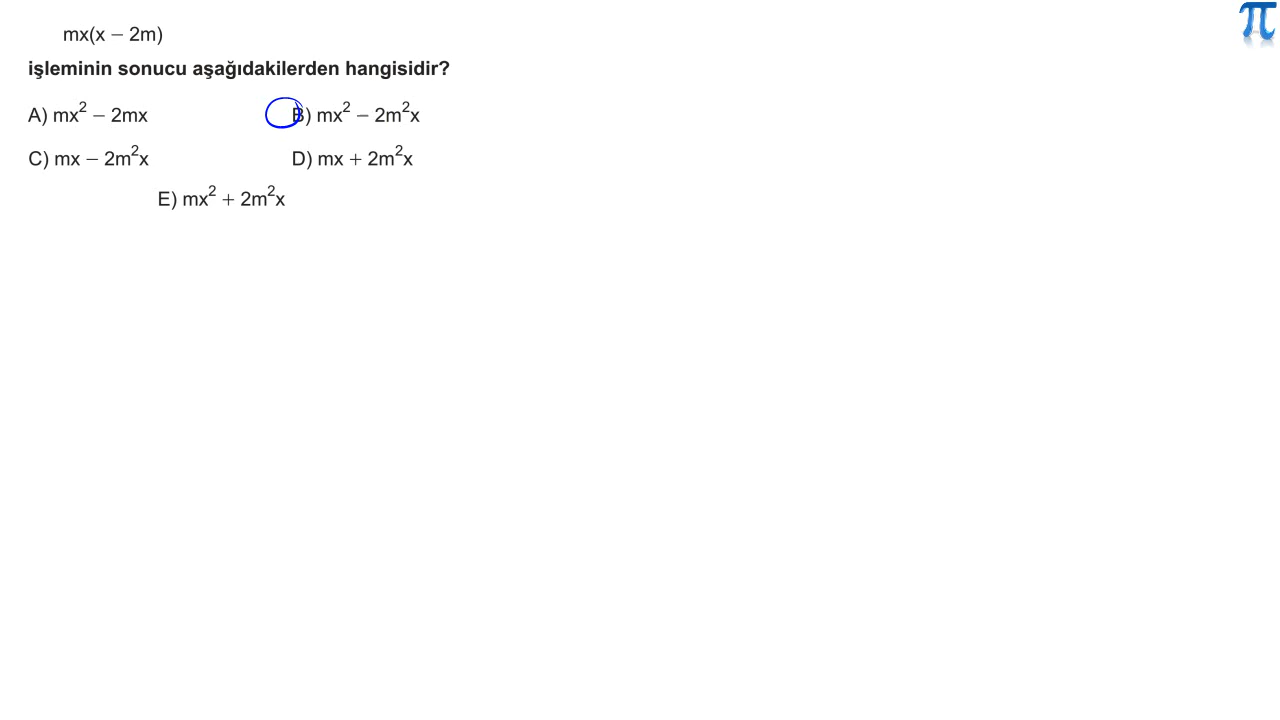 mx(x − 2m)
işleminin sonucu aşağıdakilerden hangisidir?
A) mx² − 2mx B) mx² − 2m²x
C) mx − 2m²x D) mx + 2m²x
E) mx² + 2m²x
π